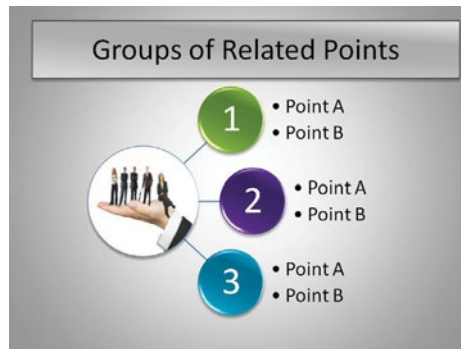 Groups of Related Points
1
• Point A
• Point B
2
• Point A
• Point B
3
• Point A
• Point B